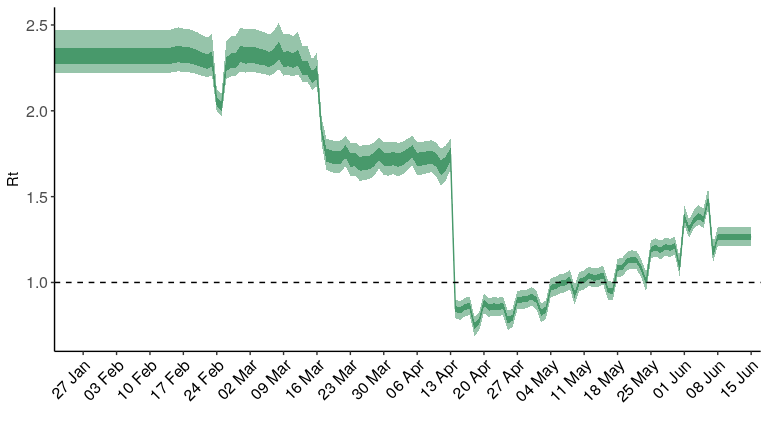 2.5
2.0
Rt
1.5
1.0
27 Jan
03 Feb
10 Feb
17 Feb
24 Feb
02 Mar
09 Mar
16 Mar
23 Mar
30 Mar
06 Apr
13 Apr
20 Apr
27 Apr
04 May
11 May
18 May
25 May
01 Jun
08 Jun
15 Jun